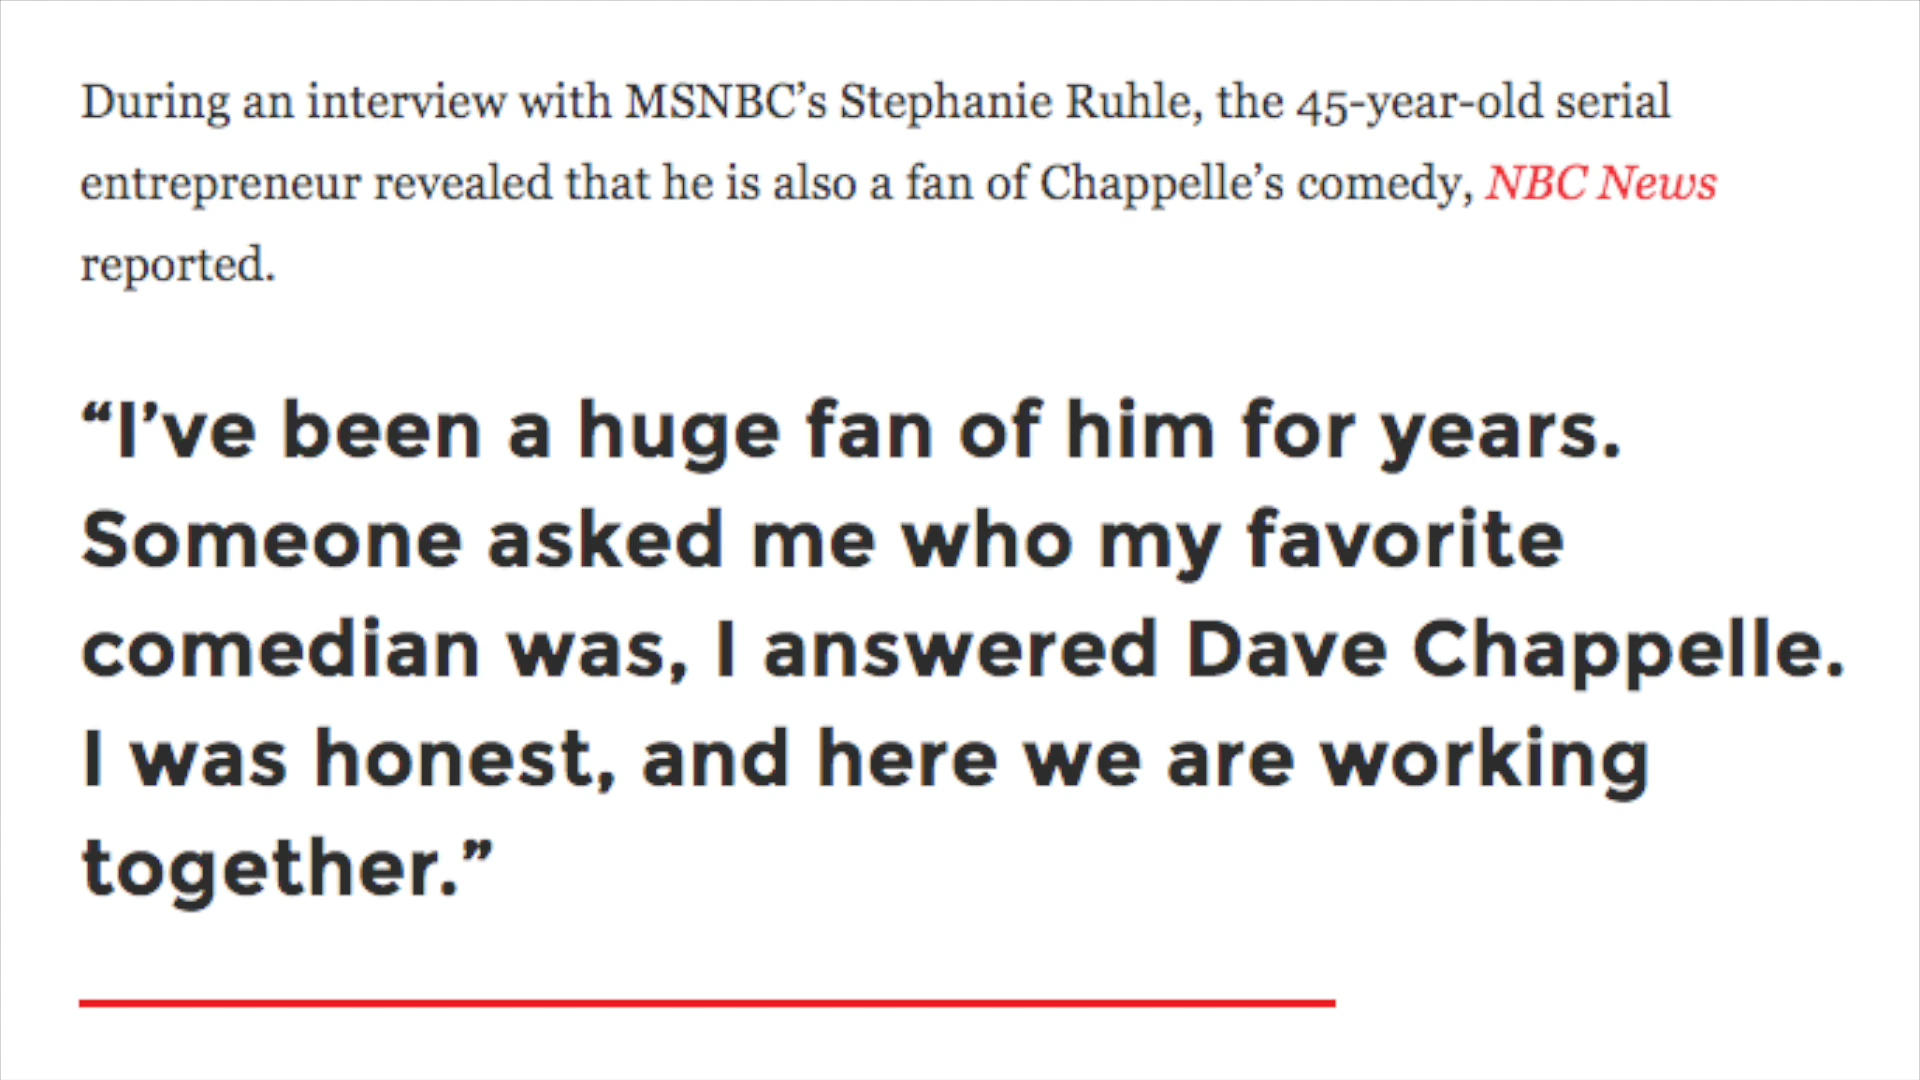 During an interview with MSNBC’s Stephanie Ruhle, the 45-year-old serial
entrepreneur revealed that he is also a fan of Chappelle’s comedy, NBC News
reported.
“I’ve been a huge fan of him for years.
Someone asked me who my favorite
comedian was, I answered Dave Chappelle.
I was honest, and here we are working
together.”